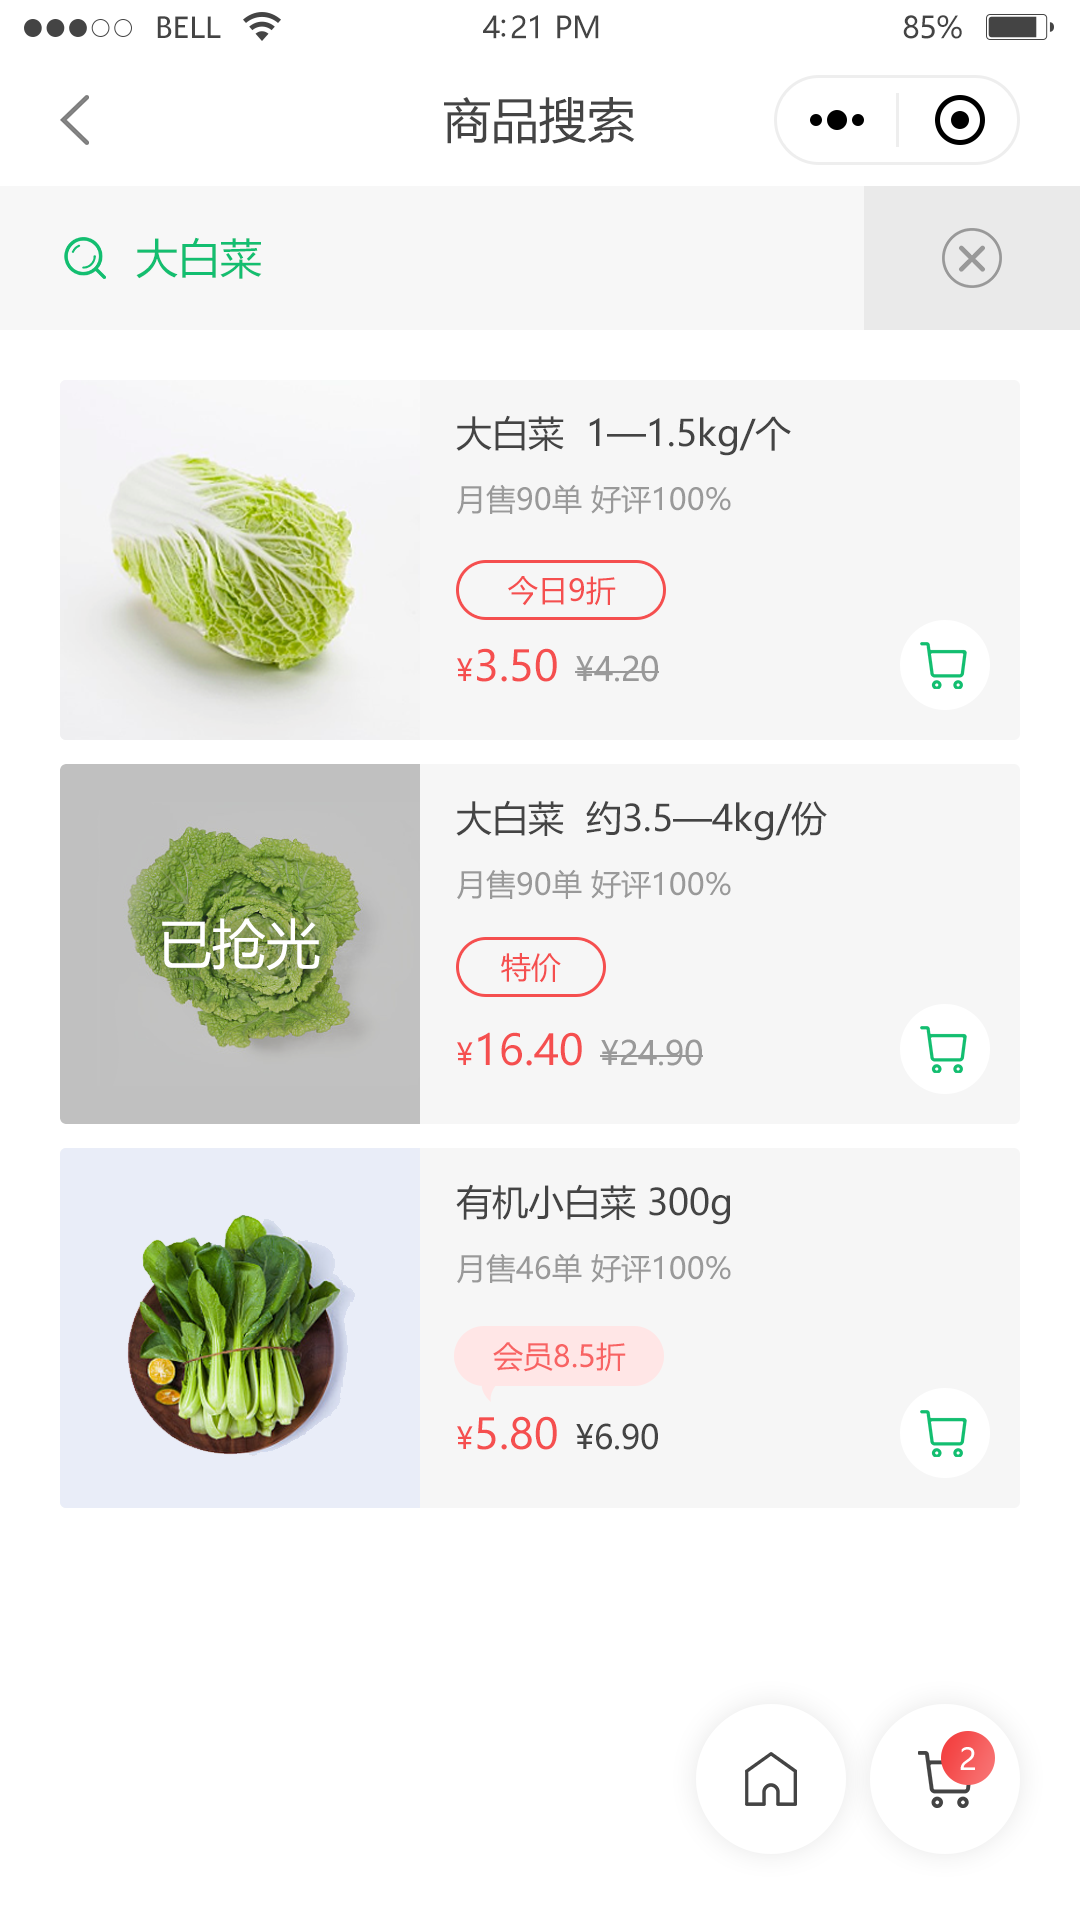 BELL 4:21 PM 85%
商品搜索
大白菜
大白菜 1—1.5kg/个
月售90单 好评100%
今日9折
¥3.50 ¥4.20
大白菜 约3.5—4kg/份
已抢光
月售90单 好评100%
特价
¥16.40 ¥24.90
有机小白菜 300g
月售46单 好评100%
会员8.5折
¥5.80 ¥6.90
2